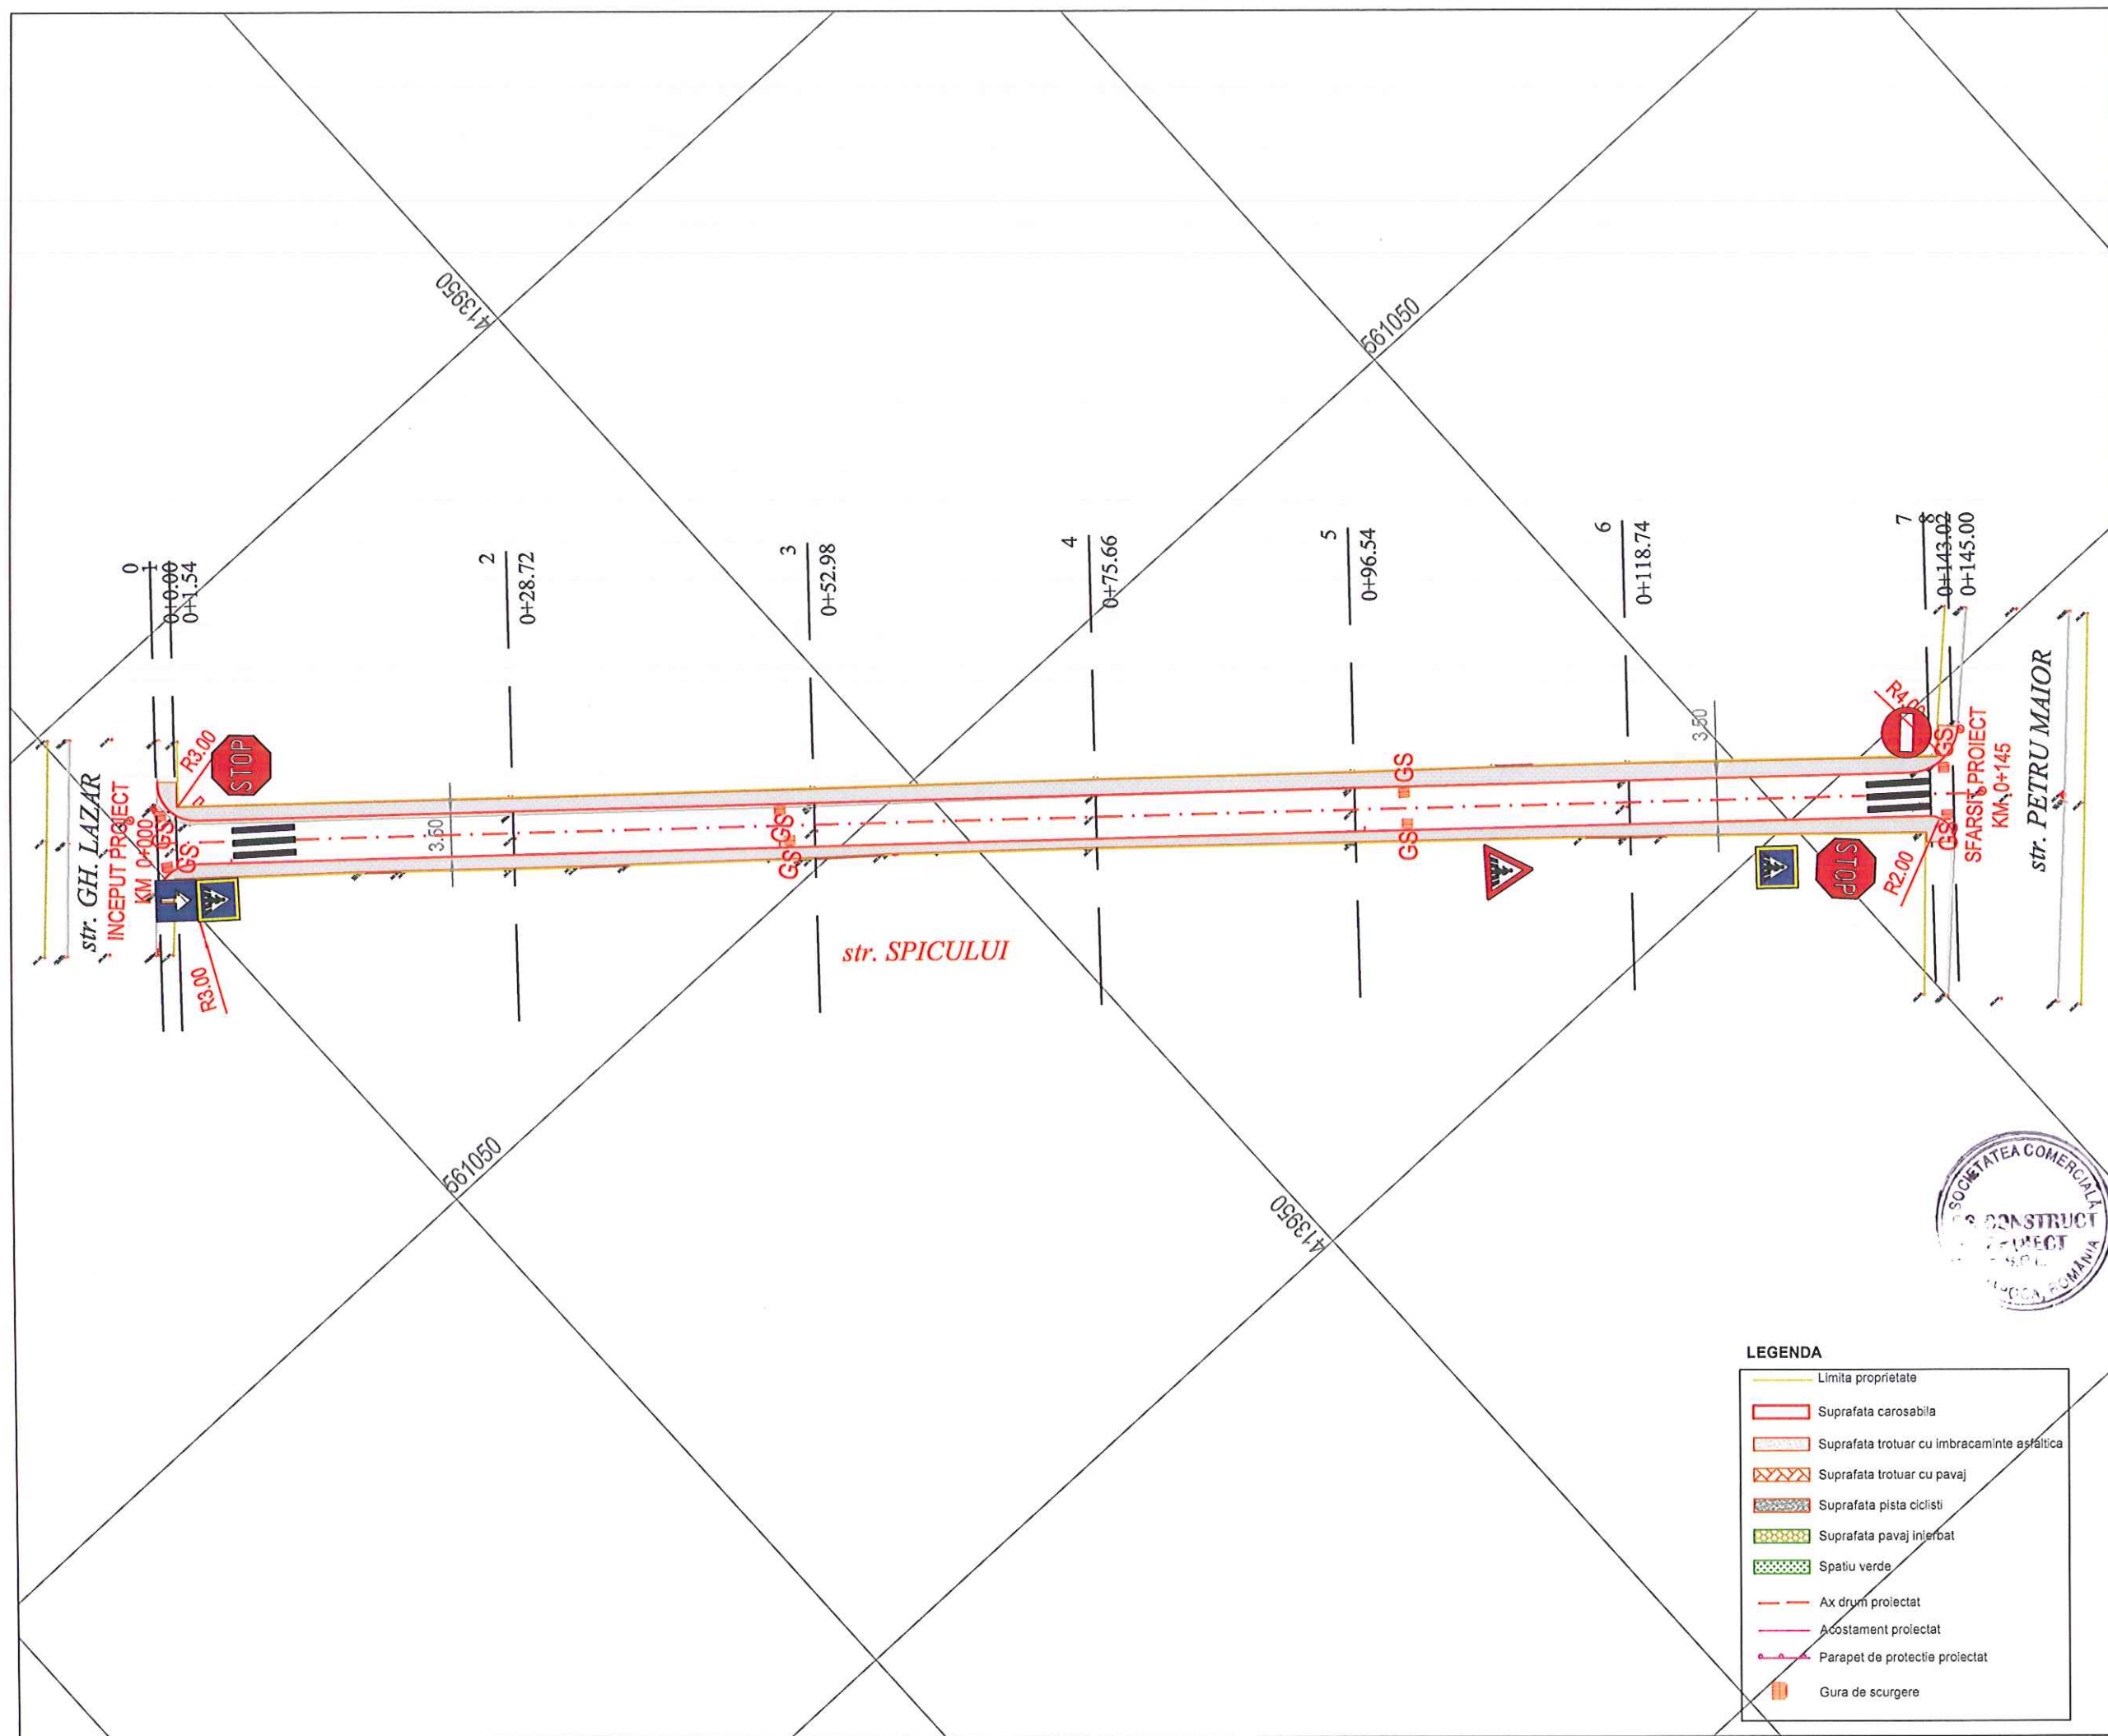 413950
561050
0
1
0+0.00
0+1.54
2
0+28.72
3
0+52.98
4
0+75.66
5
0+96.54
6
0+118.74
7
8
0+143.02
0+145.00
str. GH. LAZAR
INCEPUT PROIECT
KM 0+000
R3.00
STOP
GS
GS
R3.00
3.50
GS
GS
str. SPICULUI
GS
GS
3.50
R4.00
GS
STOP
R2.00
GS
SFARSIT PROIECT
KM 0+145
str. PETRU MAIOR
561050
413950
SOCIETATEA COMERCIALĂ
CONSTRUCT
ROMÂNIA
LEGENDA
Limita proprietate
Suprafata carosabila
Suprafata trotuar cu imbracaminte asfaltica
Suprafata trotuar cu pavaj
Suprafata pista ciclisti
Suprafata pavaj inierbat
Spatiu verde
Ax drum proiectat
Acostament proiectat
Parapet de protectie proiectat
Gura de scurgere